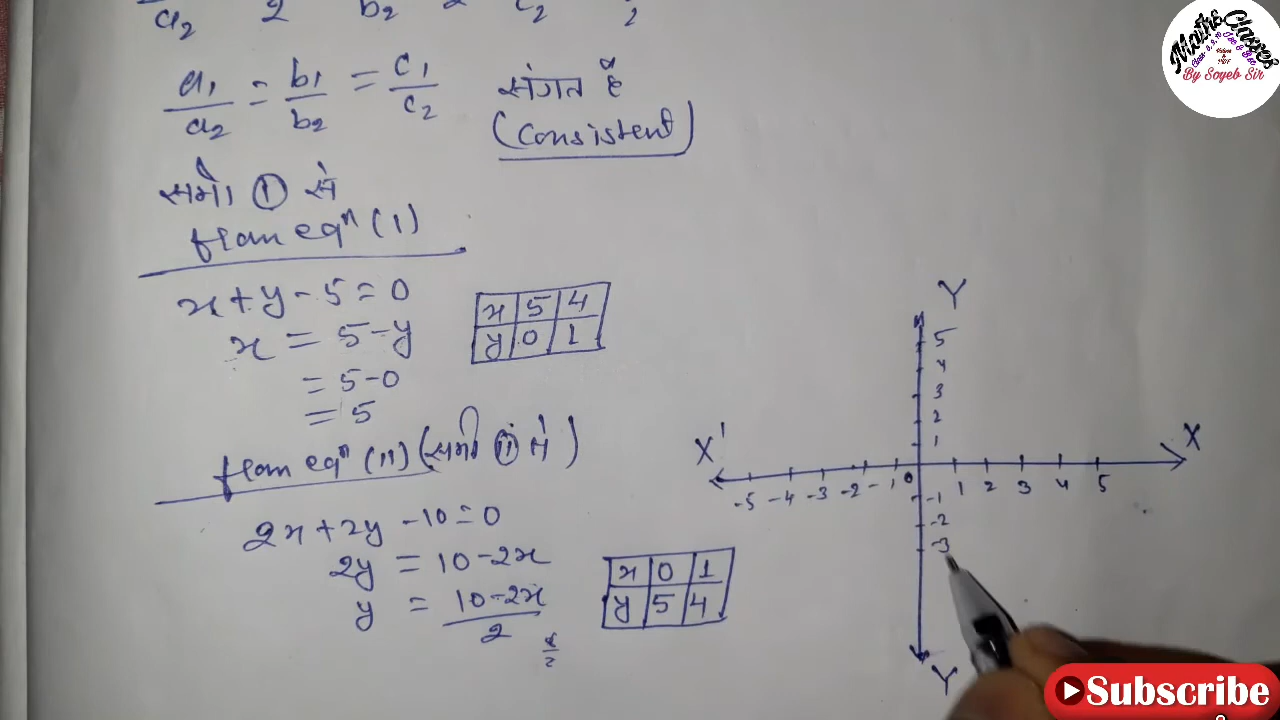 a₂ 2 b₂ 2 c₂ 2
a₁/a₂ = b₁/b₂ = c₁/c₂ संगत है
(Consistent)
समी० ① से
from eqⁿ (I)
x + y - 5 = 0
x = 5 - y
= 5 - 0
= 5
x 5 4
y 0 1
from eqⁿ (II) (समी ⑪ से)
2x + 2y - 10 = 0
2y = 10 - 2x
y = 10 - 2x / 2
x 0 1
y 5 4
Y
5
4
3
2
1
X' X
-5 -4 -3 -2 -1 0 1 2 3 4 5
-1
-2
-3
Y
Maths Classes
By Soyeb Sir
Subscribe